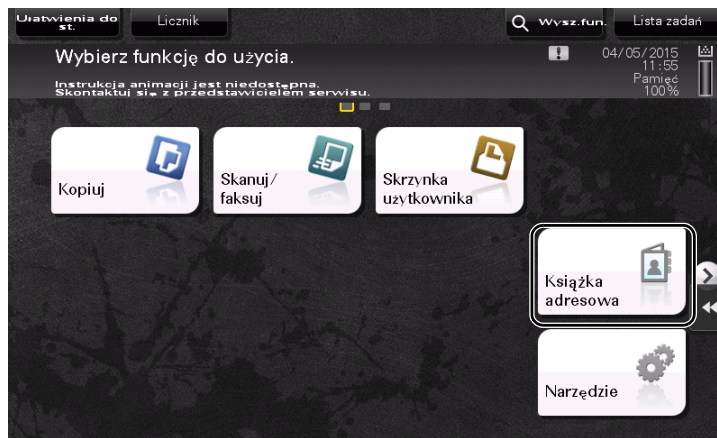 Ułatwienia do
st.
Licznik
Wysz.fun.
Lista zadań
Wybierz funkcję do użycia.
04/05/2015
11:55
Pamięć
100%
Instrukcja animacji jest niedostępna.
Skontaktuj się z przedstawicielem serwisu.
Kopiuj
Skanuj/
faksuj
Skrzynka
użytkownika
Książka
adresowa
Narzędzie